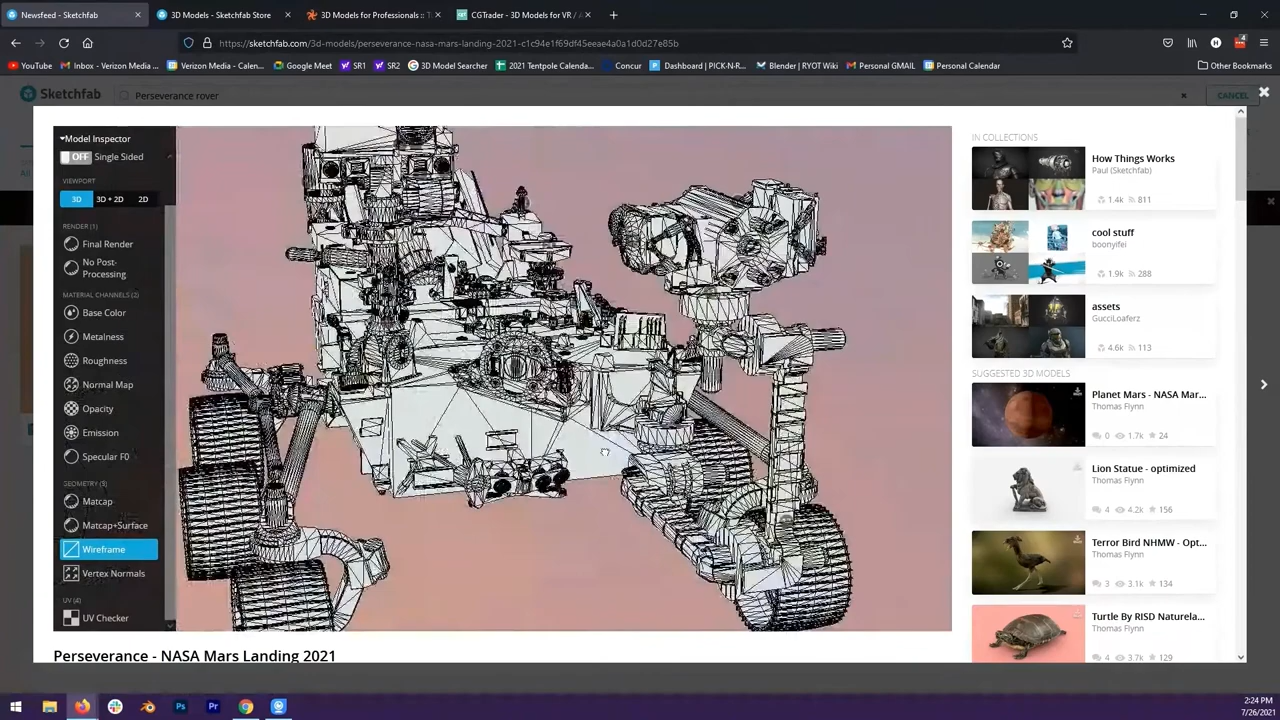 Newsfeed - Sketchfab
3D Models - Sketchfab Store
3D Models for Professionals :: T
CGTrader - 3D Models for VR / A
https://sketchfab.com/3d-models/perseverance-nasa-mars-landing-2021-c1c94e1f69df45eeae4a0a1d0d27e85b
4
YouTube
Inbox - Verizon Media ...
Verizon Media - Calen...
Google Meet
SR1
SR2
3D Model Searcher
2021 Tentpole Calenda...
Concur
Dashboard | PICK-N-R...
Blender | RYOT Wiki
Personal GMAIL
Personal Calendar
Other Bookmarks
Sketchfab
Perseverance rover
CANCEL
Model Inspector
OFF Single Sided
VIEWPORT
3D
3D + 2D
2D
RENDER (1)
Final Render
No Post-
Processing
MATERIAL CHANNELS (2)
Base Color
Metalness
Roughness
Normal Map
Opacity
Emission
Specular F0
GEOMETRY (5)
Matcap
Matcap+Surface
Wireframe
Vertex Normals
UV (4)
UV Checker
Perseverance - NASA Mars Landing 2021
IN COLLECTIONS
How Things Works
Paul (Sketchfab)
1.4k 811
cool stuff
boonyifei
1.9k 288
assets
GucciLoaferz
4.6k 113
SUGGESTED 3D MODELS
Planet Mars - NASA Mar...
Thomas Flynn
0 1.7k 24
Lion Statue - optimized
Thomas Flynn
4 4.2k 156
Terror Bird NHMW - Opt...
Thomas Flynn
3 3.1k 134
Turtle By RISD Naturela...
Thomas Flynn
4 3.7k 129
Ps
Pr
2:24 PM
7/26/2021